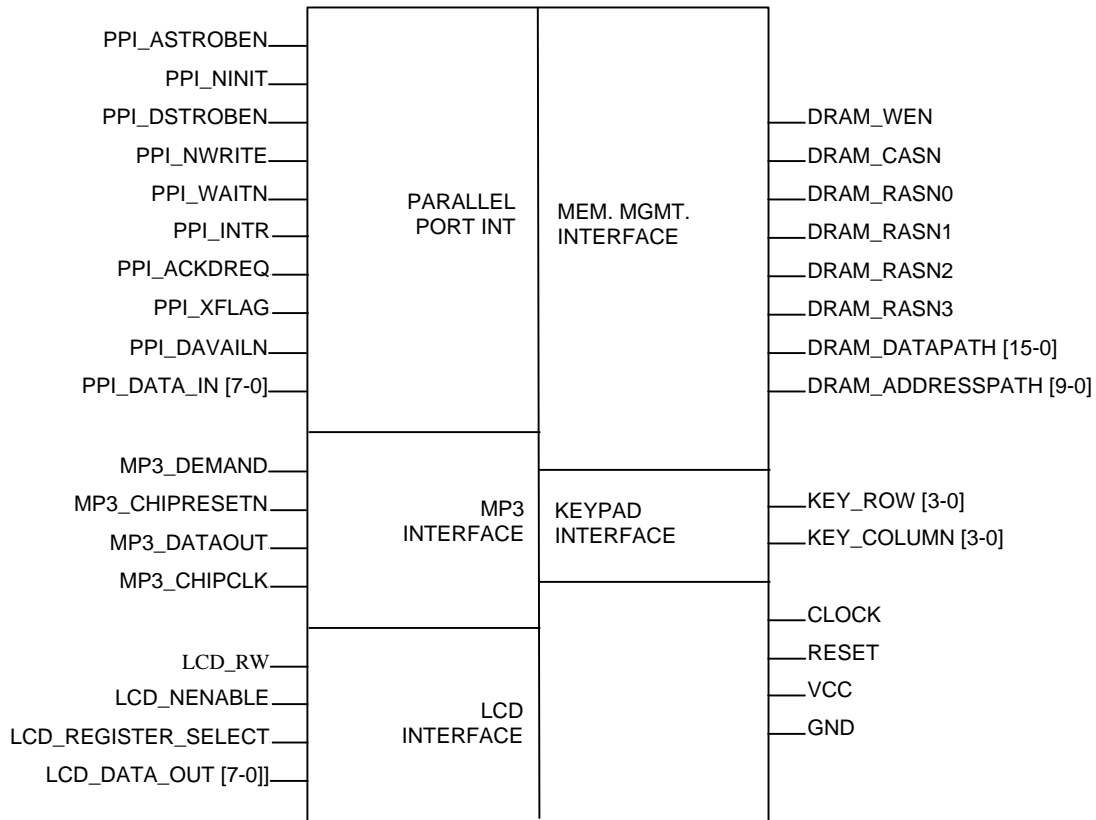 PPI_ASTROBEN
PPI_NINIT
PPI_DSTROBEN
PPI_NWRITE
PPI_WAITN
PPI_INTR
PPI_ACKDREQ
PPI_XFLAG
PPI_DAVAILN
PPI_DATA_IN [7-0]
MP3_DEMAND
MP3_CHIPRESETN
MP3_DATAOUT
MP3_CHIPCLK
LCD_RW
LCD_NENABLE
LCD_REGISTER_SELECT
LCD_DATA_OUT [7-0]]
PARALLEL
PORT INT
MP3
INTERFACE
LCD
INTERFACE
MEM. MGMT.
INTERFACE
KEYPAD
INTERFACE
DRAM_WEN
DRAM_CASN
DRAM_RASN0
DRAM_RASN1
DRAM_RASN2
DRAM_RASN3
DRAM_DATAPATH [15-0]
DRAM_ADDRESSPATH [9-0]
KEY_ROW [3-0]
KEY_COLUMN [3-0]
CLOCK
RESET
VCC
GND